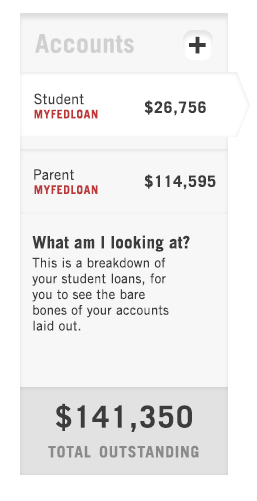 Accounts +
Student
MYFEDLOAN
$26,756
Parent
MYFEDLOAN
$114,595
What am I looking at?
This is a breakdown of
your student loans, for
you to see the bare
bones of your accounts
laid out.
$141,350
TOTAL OUTSTANDING